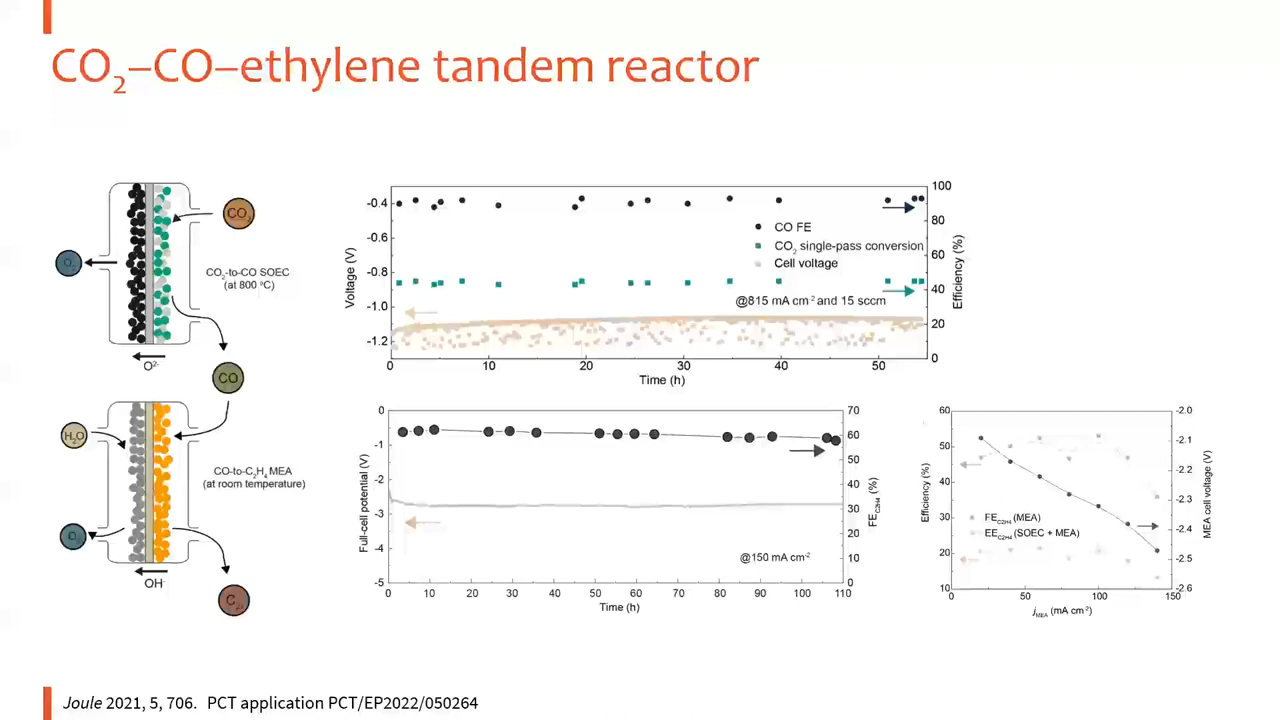 CO₂–CO–ethylene tandem reactor
CO₂
O₂
CO₂-to-CO SOEC
(at 800 °C)
O²⁻
CO
H₂O
CO-to-C₂H₄ MEA
(at room temperature)
O₂
OH⁻
Voltage (V)
-0.4
-0.6
-0.8
-1.0
-1.2
0
10
20
30
40
50
Time (h)
100
80
60
40
20
0
Efficiency (%)
CO FE
CO₂ single-pass conversion
Cell voltage
@815 mA cm⁻² and 15 sccm
Full-cell potential (V)
0
-1
-2
-3
-4
-5
0 10 20 30 40 50 60 70 80 90 100 110
Time (h)
70
60
50
40
30
20
10
0
FE C2H4 (%)
@150 mA cm⁻²
Efficiency (%)
60
50
40
30
20
10
0 50 100 150
j MEA (mA cm⁻²)
-2.0
-2.1
-2.2
-2.3
-2.4
-2.5
-2.6
MEA cell voltage (V)
FE C2H4 (MEA)
EE C2H4 (SOEC + MEA)
Joule 2021, 5, 706. PCT application PCT/EP2022/050264